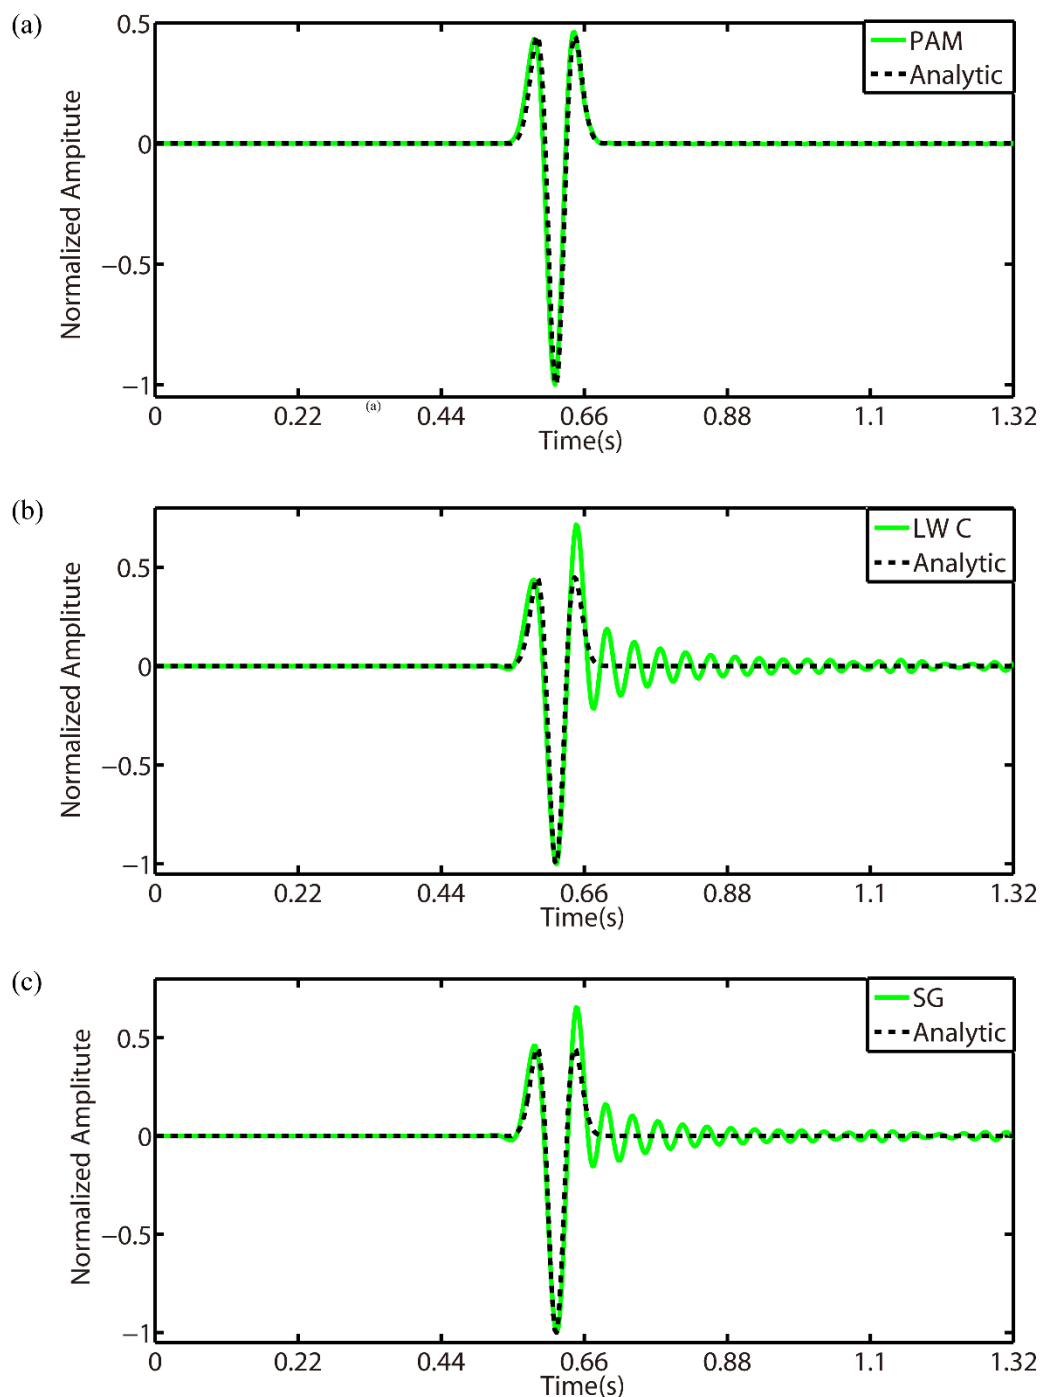 (a)
0.5
0
−0.5
−1
Normalized Ampitute
PAM
Analytic
0 0.22 0.44 0.66 0.88 1.1 1.32
(a)
Time(s)
(b)
0.5
0
−0.5
−1
Normalized Amplitute
LW C
Analytic
0 0.22 0.44 0.66 0.88 1.1 1.32
Time(s)
(c)
0.5
0
−0.5
−1
Normalized Amplitute
SG
Analytic
0 0.22 0.44 0.66 0.88 1.1 1.32
Time(s)